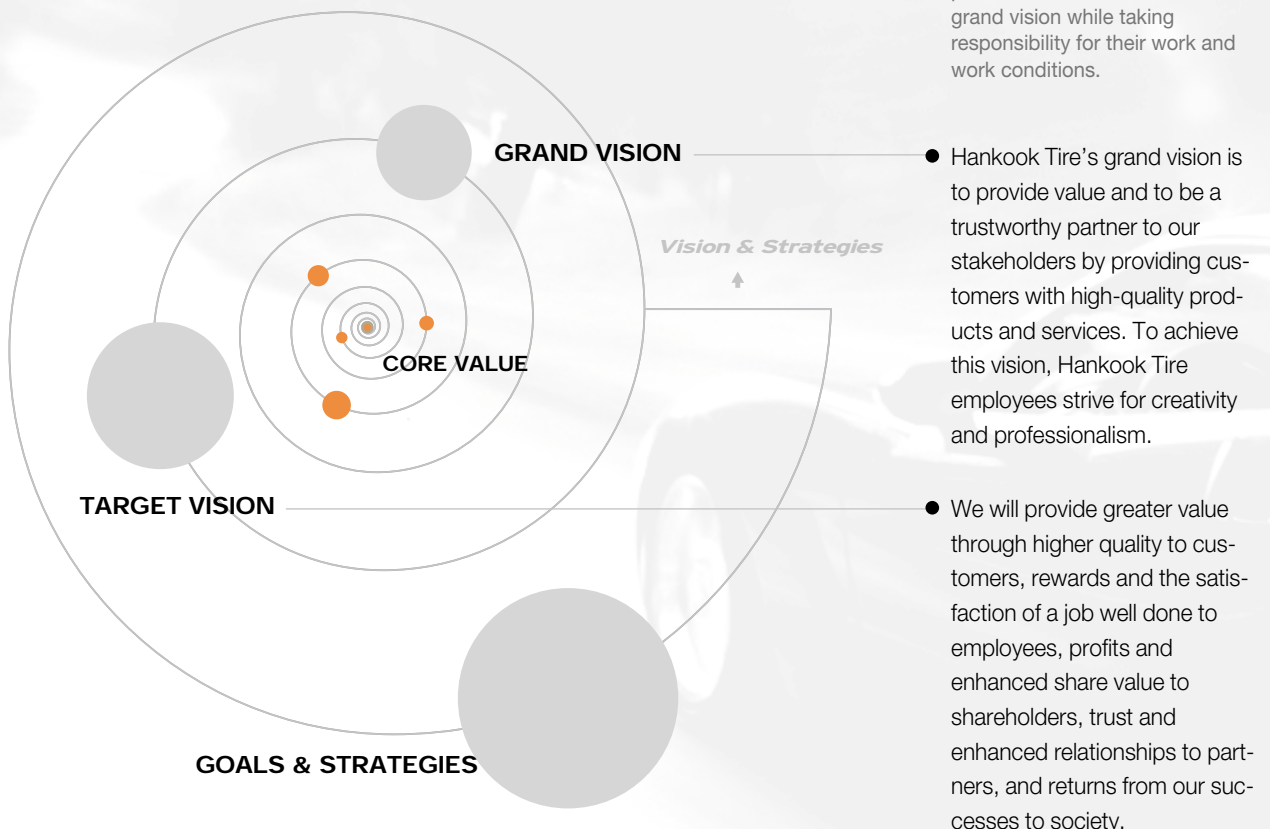 grand vision while taking
responsibility for their work and
work conditions.
GRAND VISION
Hankook Tire’s grand vision is
to provide value and to be a
trustworthy partner to our
stakeholders by providing cus-
tomers with high-quality prod-
ucts and services. To achieve
this vision, Hankook Tire
employees strive for creativity
and professionalism.
Vision & Strategies
CORE VALUE
TARGET VISION
We will provide greater value
through higher quality to cus-
tomers, rewards and the satis-
faction of a job well done to
employees, profits and
enhanced share value to
shareholders, trust and
enhanced relationships to part-
ners, and returns from our suc-
cesses to society.
GOALS & STRATEGIES